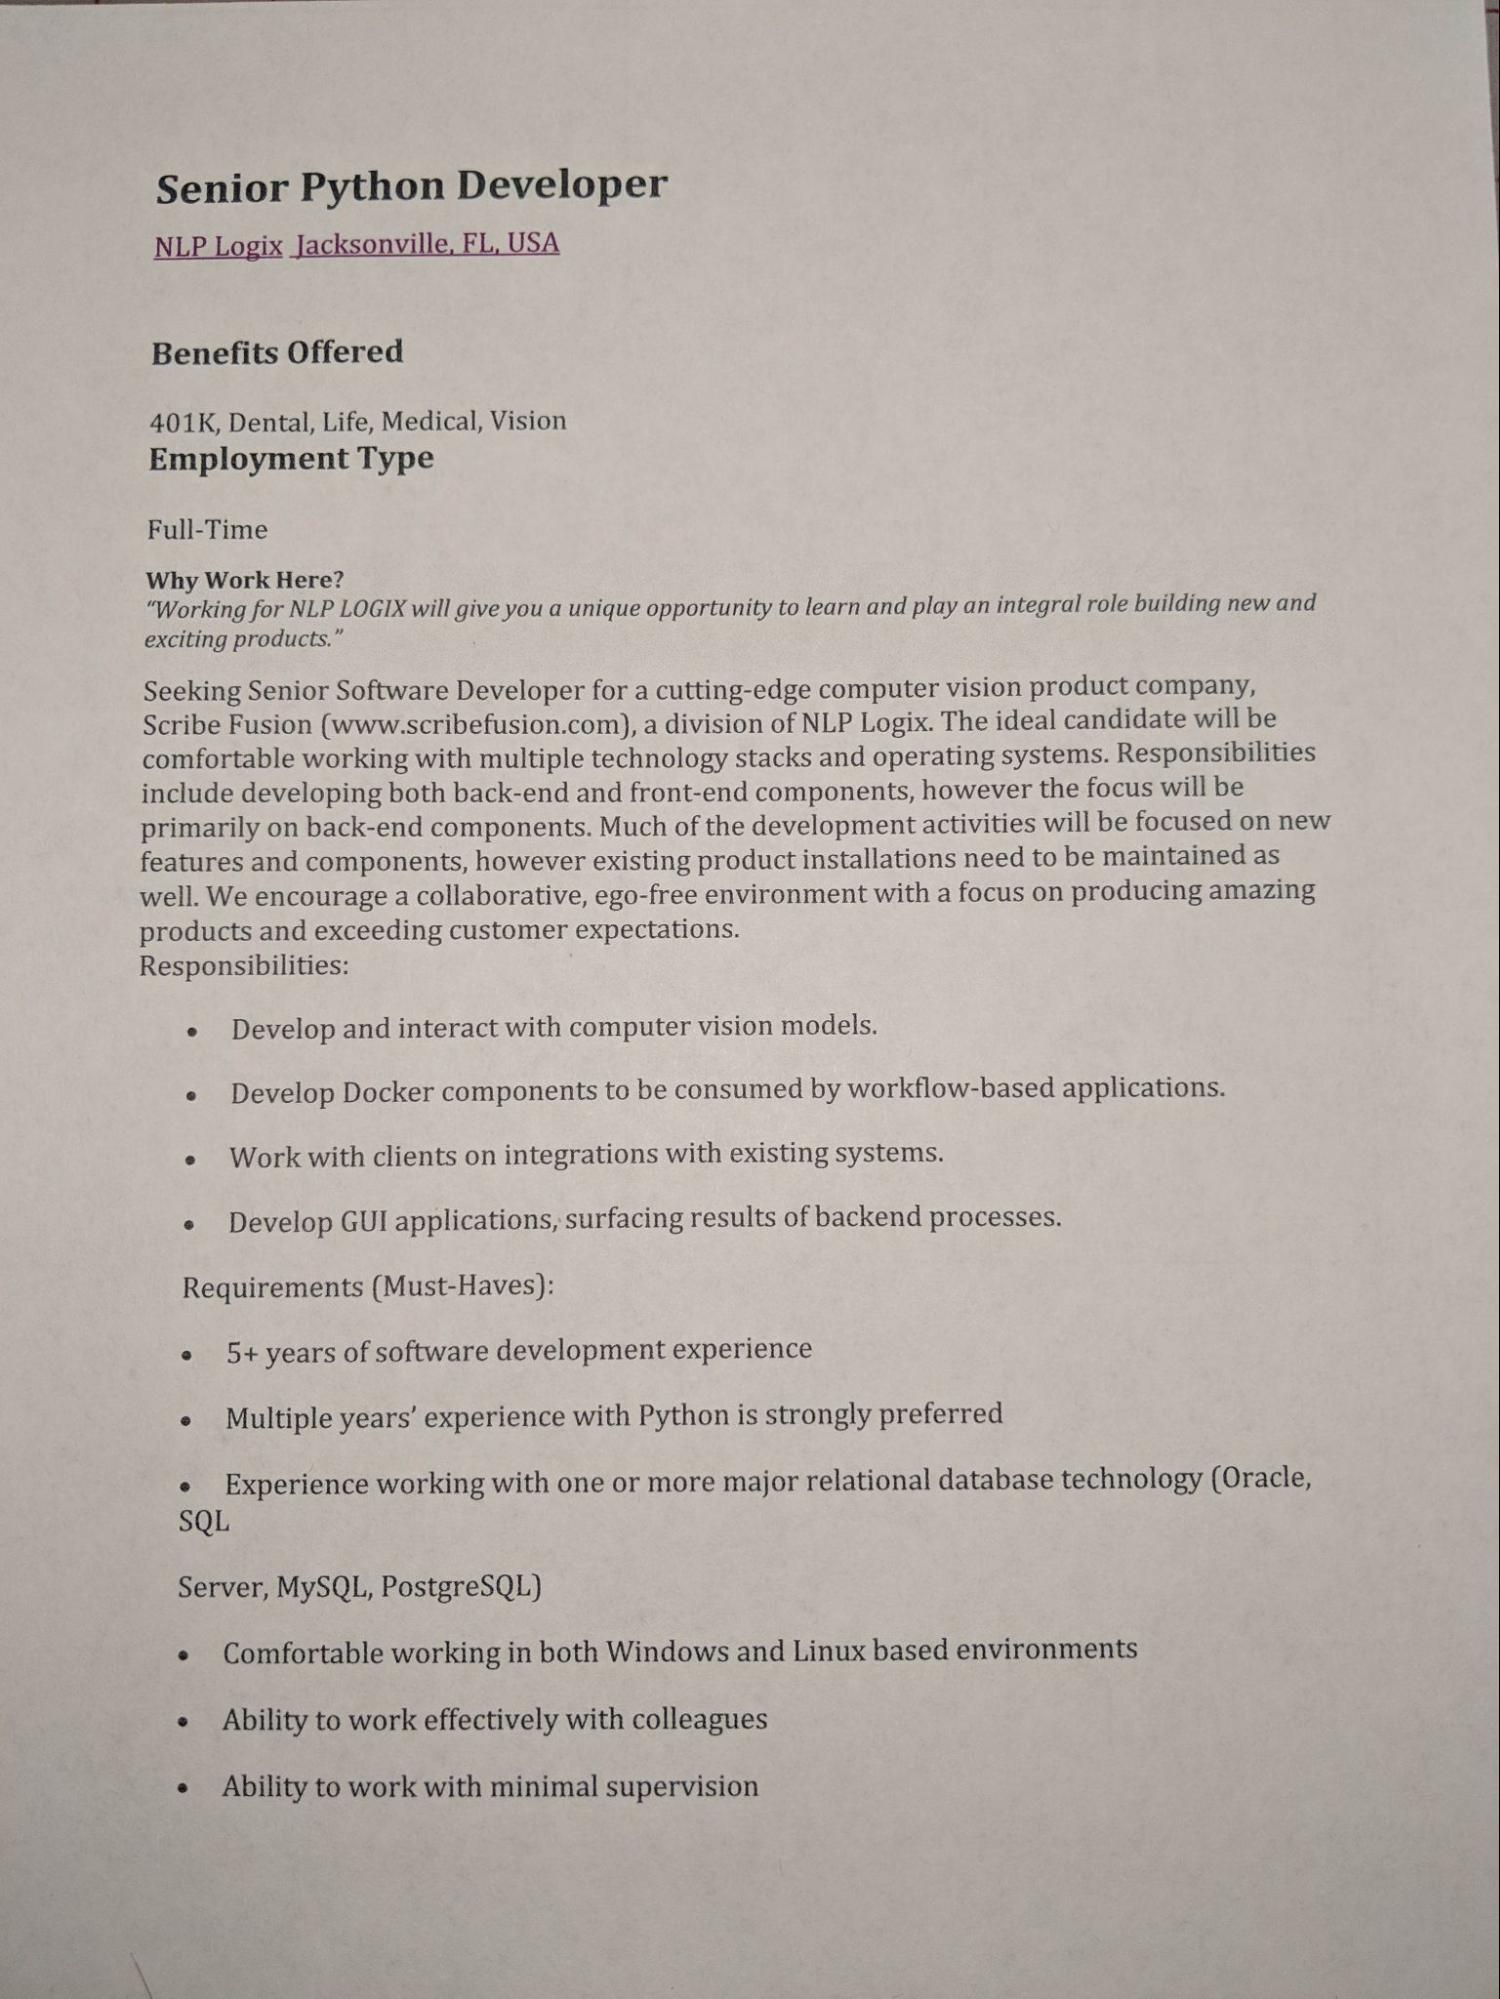 Senior Python Developer
NLP Logix Jacksonville, FL, USA
Benefits Offered
401K, Dental, Life, Medical, Vision
Employment Type
Full-Time
Why Work Here?
“Working for NLP LOGIX will give you a unique opportunity to learn and play an integral role building new and
exciting products.”
Seeking Senior Software Developer for a cutting-edge computer vision product company,
Scribe Fusion (www.scribefusion.com), a division of NLP Logix. The ideal candidate will be
comfortable working with multiple technology stacks and operating systems. Responsibilities
include developing both back-end and front-end components, however the focus will be
primarily on back-end components. Much of the development activities will be focused on new
features and components, however existing product installations need to be maintained as
well. We encourage a collaborative, ego-free environment with a focus on producing amazing
products and exceeding customer expectations.
Responsibilities:
• Develop and interact with computer vision models.
• Develop Docker components to be consumed by workflow-based applications.
• Work with clients on integrations with existing systems.
• Develop GUI applications, surfacing results of backend processes.
Requirements (Must-Haves):
• 5+ years of software development experience
• Multiple years’ experience with Python is strongly preferred
• Experience working with one or more major relational database technology (Oracle,
SQL
Server, MySQL, PostgreSQL)
• Comfortable working in both Windows and Linux based environments
• Ability to work effectively with colleagues
• Ability to work with minimal supervision